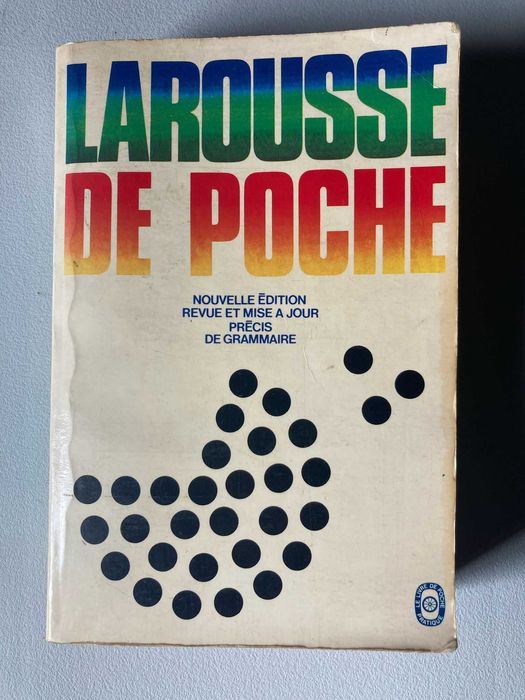 LAROUSSE
DE POCHE
NOUVELLE ÉDITION
REVUE ET MISE A JOUR
PRÉCIS
DE GRAMMAIRE
LE LIVRE DE POCHE
PRATIQUE